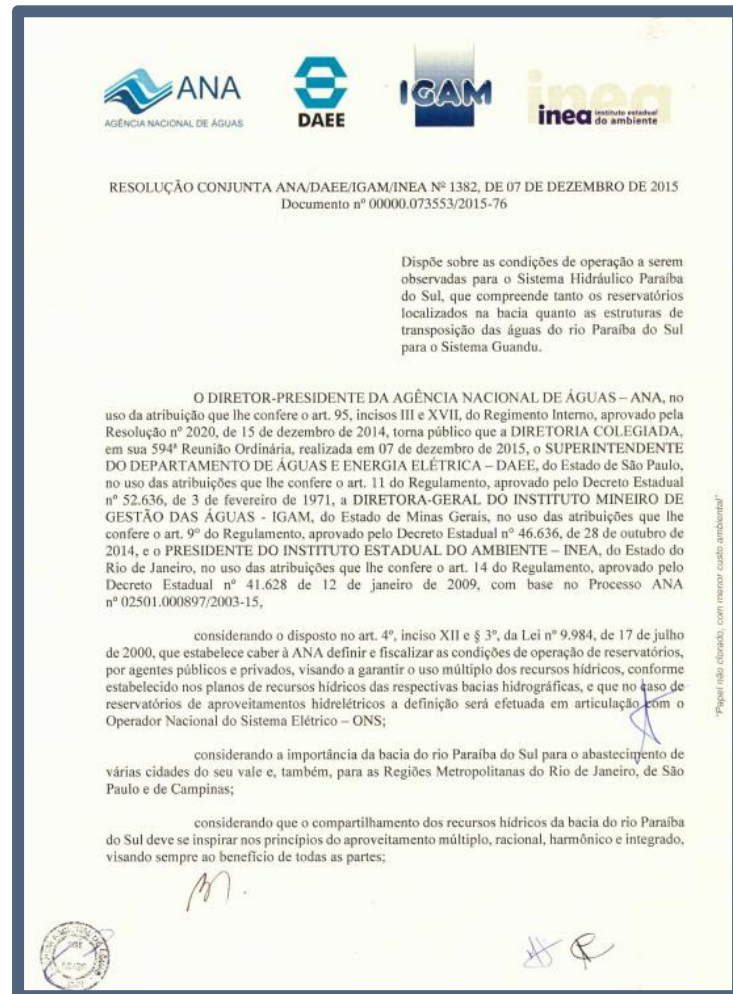 ANA
AGÊNCIA NACIONAL DE ÁGUAS
DAEE
IGAM
inea
inea instituto estadual
do ambiente
RESOLUÇÃO CONJUNTA ANA/DAEE/IGAM/INEA Nº 1382, DE 07 DE DEZEMBRO DE 2015
Documento nº 00000.073553/2015-76
Dispõe sobre as condições de operação a serem
observadas para o Sistema Hidráulico Paraíba
do Sul, que compreende tanto os reservatórios
localizados na bacia quanto as estruturas de
transposição das águas do rio Paraíba do Sul
para o Sistema Guandu.
O DIRETOR-PRESIDENTE DA AGÊNCIA NACIONAL DE ÁGUAS – ANA, no
uso da atribuição que lhe confere o art. 95, incisos III e XVII, do Regimento Interno, aprovado pela
Resolução nº 2020, de 15 de dezembro de 2014, torna público que a DIRETORIA COLEGIADA,
em sua 594ª Reunião Ordinária, realizada em 07 de dezembro de 2015, o SUPERINTENDENTE
DO DEPARTAMENTO DE ÁGUAS E ENERGIA ELÉTRICA – DAEE, do Estado de São Paulo,
no uso das atribuições que lhe confere o art. 11 do Regulamento, aprovado pelo Decreto Estadual
nº 52.636, de 3 de fevereiro de 1971, a DIRETORA-GERAL DO INSTITUTO MINEIRO DE
GESTÃO DAS ÁGUAS - IGAM, do Estado de Minas Gerais, no uso das atribuições que lhe
confere o art. 9º do Regulamento, aprovado pelo Decreto Estadual nº 46.636, de 28 de outubro de
2014, e o PRESIDENTE DO INSTITUTO ESTADUAL DO AMBIENTE – INEA, do Estado do
Rio de Janeiro, no uso das atribuições que lhe confere o art. 14 do Regulamento, aprovado pelo
Decreto Estadual nº 41.628 de 12 de janeiro de 2009, com base no Processo ANA
nº 02501.000897/2003-15,
considerando o disposto no art. 4º, inciso XII e § 3º, da Lei nº 9.984, de 17 de julho
de 2000, que estabelece caber à ANA definir e fiscalizar as condições de operação de reservatórios,
por agentes públicos e privados, visando a garantir o uso múltiplo dos recursos hídricos, conforme
estabelecido nos planos de recursos hídricos das respectivas bacias hidrográficas, e que no caso de
reservatórios de aproveitamentos hidrelétricos a definição será efetuada em articulação com o
Operador Nacional do Sistema Elétrico – ONS;
considerando a importância da bacia do rio Paraíba do Sul para o abastecimento de
várias cidades do seu vale e, também, para as Regiões Metropolitanas do Rio de Janeiro, de São
Paulo e de Campinas;
considerando que o compartilhamento dos recursos hídricos da bacia do rio Paraíba
do Sul deve se inspirar nos princípios do aproveitamento múltiplo, racional, harmônico e integrado,
visando sempre ao benefício de todas as partes;
"Papel não clorado, com menor custo ambiental"